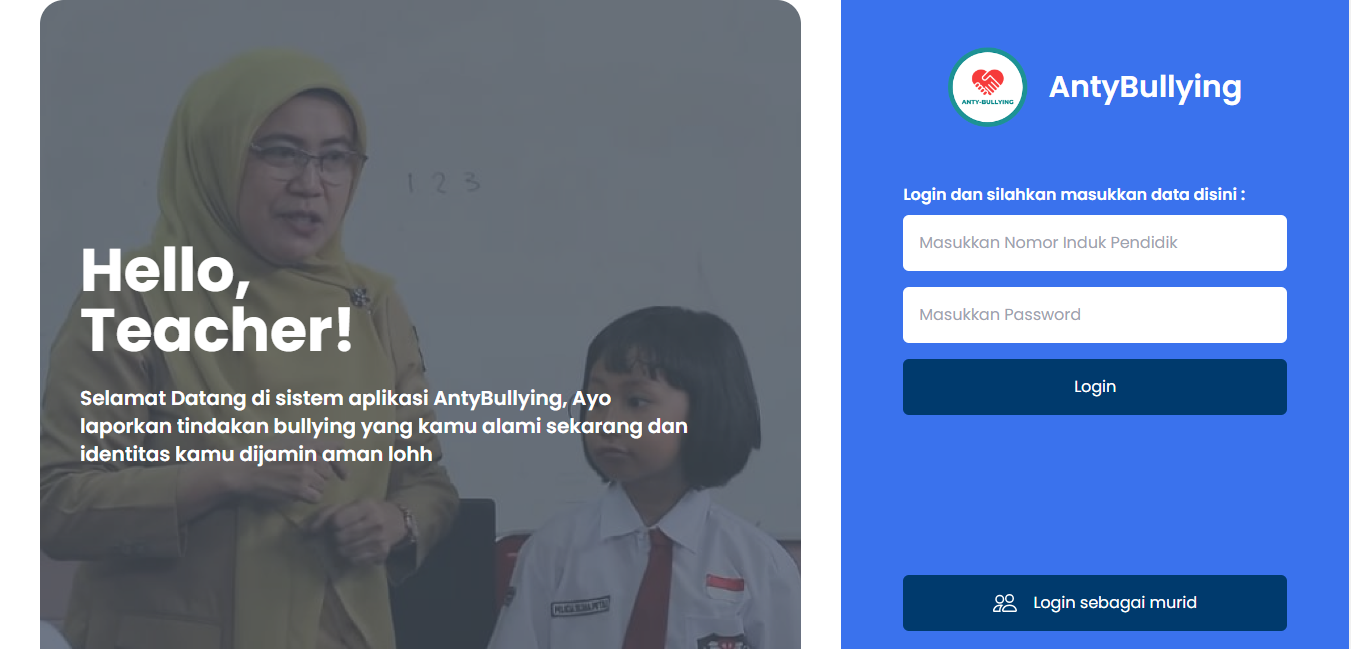 1 2 3
Hello,
Teacher!
Selamat Datang di sistem aplikasi AntyBullying, Ayo
laporkan tindakan bullying yang kamu alami sekarang dan
identitas kamu dijamin aman lohh
ANTY-BULLYING
AntyBullying
Login dan silahkan masukkan data disini :
Masukkan Nomor Induk Pendidik
Masukkan Password
Login
Login sebagai murid